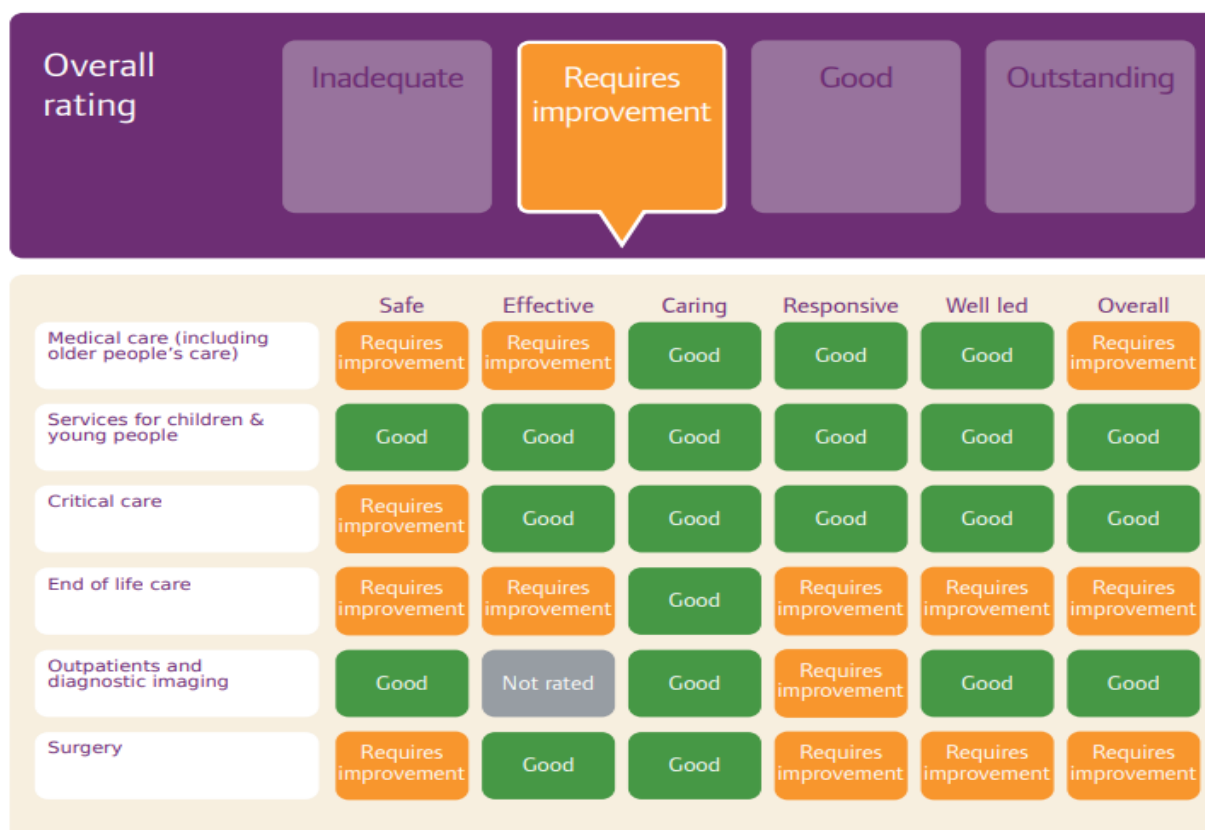 Overall
rating
Inadequate
Requires
improvement
Good
Outstanding
Safe Effective Caring Responsive Well led Overall
Medical care (including
older people's care)
Requires
improvement
Requires
improvement
Good
Good
Good
Requires
improvement
Services for children &
young people
Good
Good
Good
Good
Good
Good
Critical care
Requires
improvement
Good
Good
Good
Good
Good
End of life care
Requires
improvement
Requires
improvement
Good
Requires
improvement
Requires
improvement
Requires
improvement
Outpatients and
diagnostic imaging
Good
Not rated
Good
Requires
improvement
Good
Good
Surgery
Requires
improvement
Good
Good
Requires
improvement
Requires
improvement
Requires
improvement